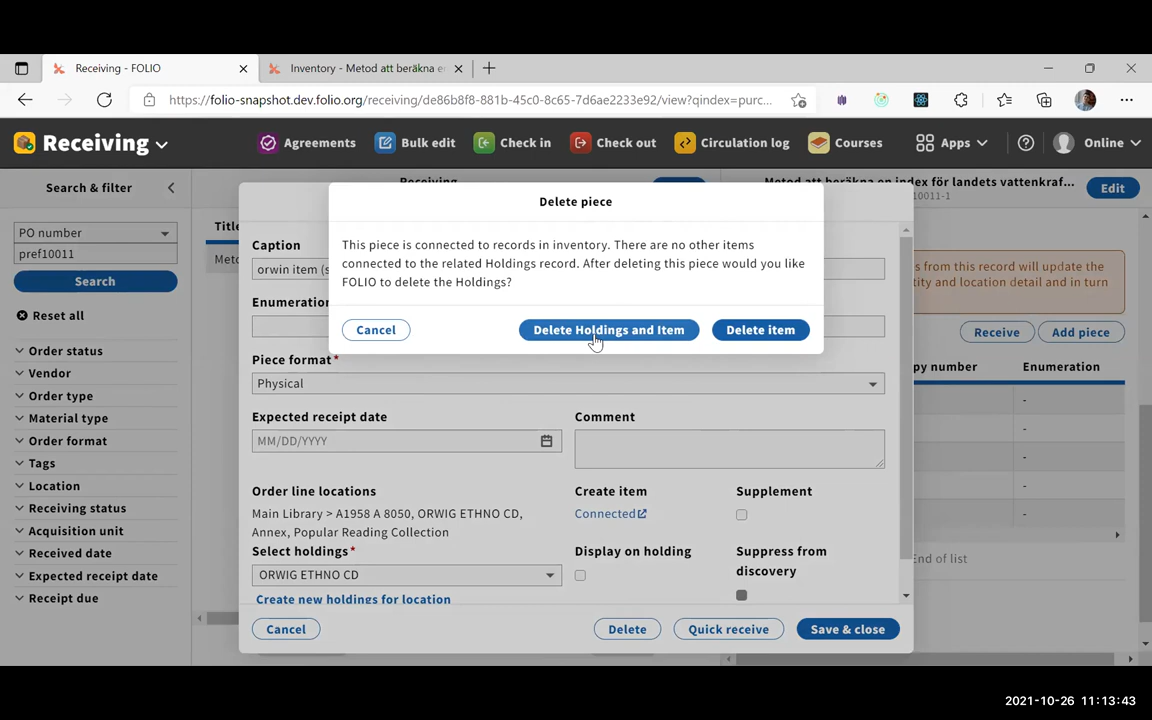 Receiving - FOLIO
Inventory - Metod att beräkna e
https://folio-snapshot.dev.folio.org/receiving/de86b8f8-881b-45c0-8c65-7d6ae2233e92/view?qindex=purc...
Receiving
Agreements
Bulk edit
Check in
Check out
Circulation log
Courses
Apps
Online
Search & filter
PO number
pref10011
Search
Reset all
Order status
Vendor
Order type
Material type
Order format
Tags
Location
Receiving status
Acquisition unit
Received date
Expected receipt date
Receipt due
Receiving
Title
Meto
Delete piece
This piece is connected to records in inventory. There are no other items
connected to the related Holdings record. After deleting this piece would you like
FOLIO to delete the Holdings?
Cancel
Delete Holdings and Item
Delete item
Caption
orwin item (s
Enumeration
Piece format*
Physical
Expected receipt date
MM/DD/YYYY
Comment
Order line locations
Main Library > A1958 A 8050, ORWIG ETHNO CD,
Annex, Popular Reading Collection
Create item
Connected
Supplement
Select holdings*
ORWIG ETHNO CD
Create new holdings for location
Display on holding
Suppress from
discovery
Cancel
Delete
Quick receive
Save & close
Metod att beräkna en index för landets vattenkraf...
10011-1
Edit
s from this record will update the
tity and location detail and in turn
Receive
Add piece
py number
Enumeration
-
-
-
-
-
End of list
2021-10-26 11:13:43